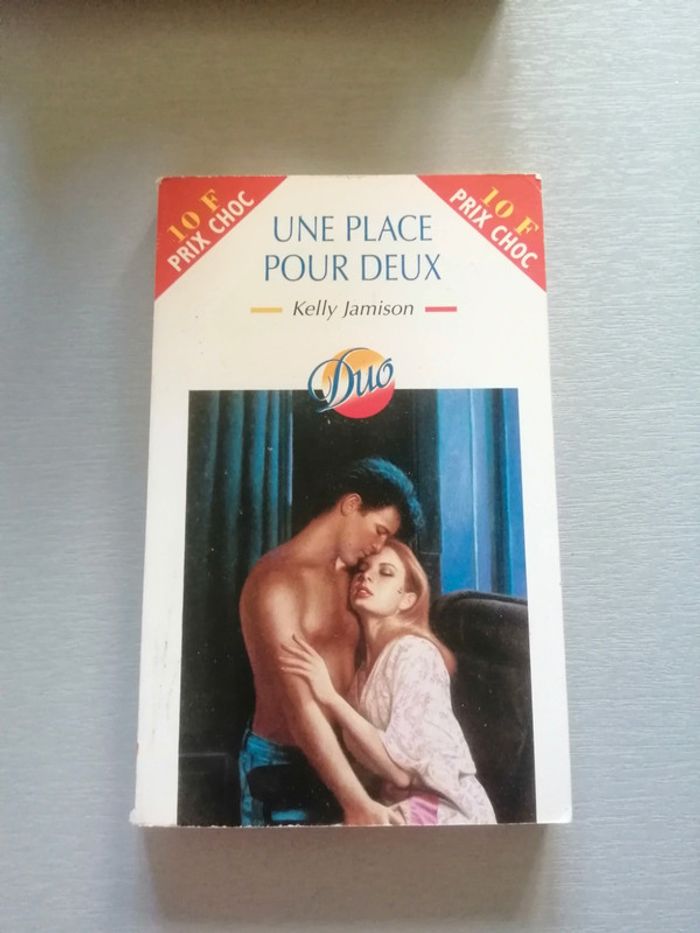 10 F
PRIX CHOC
10 F
PRIX CHOC
UNE PLACE
POUR DEUX
Kelly Jamison
Duo